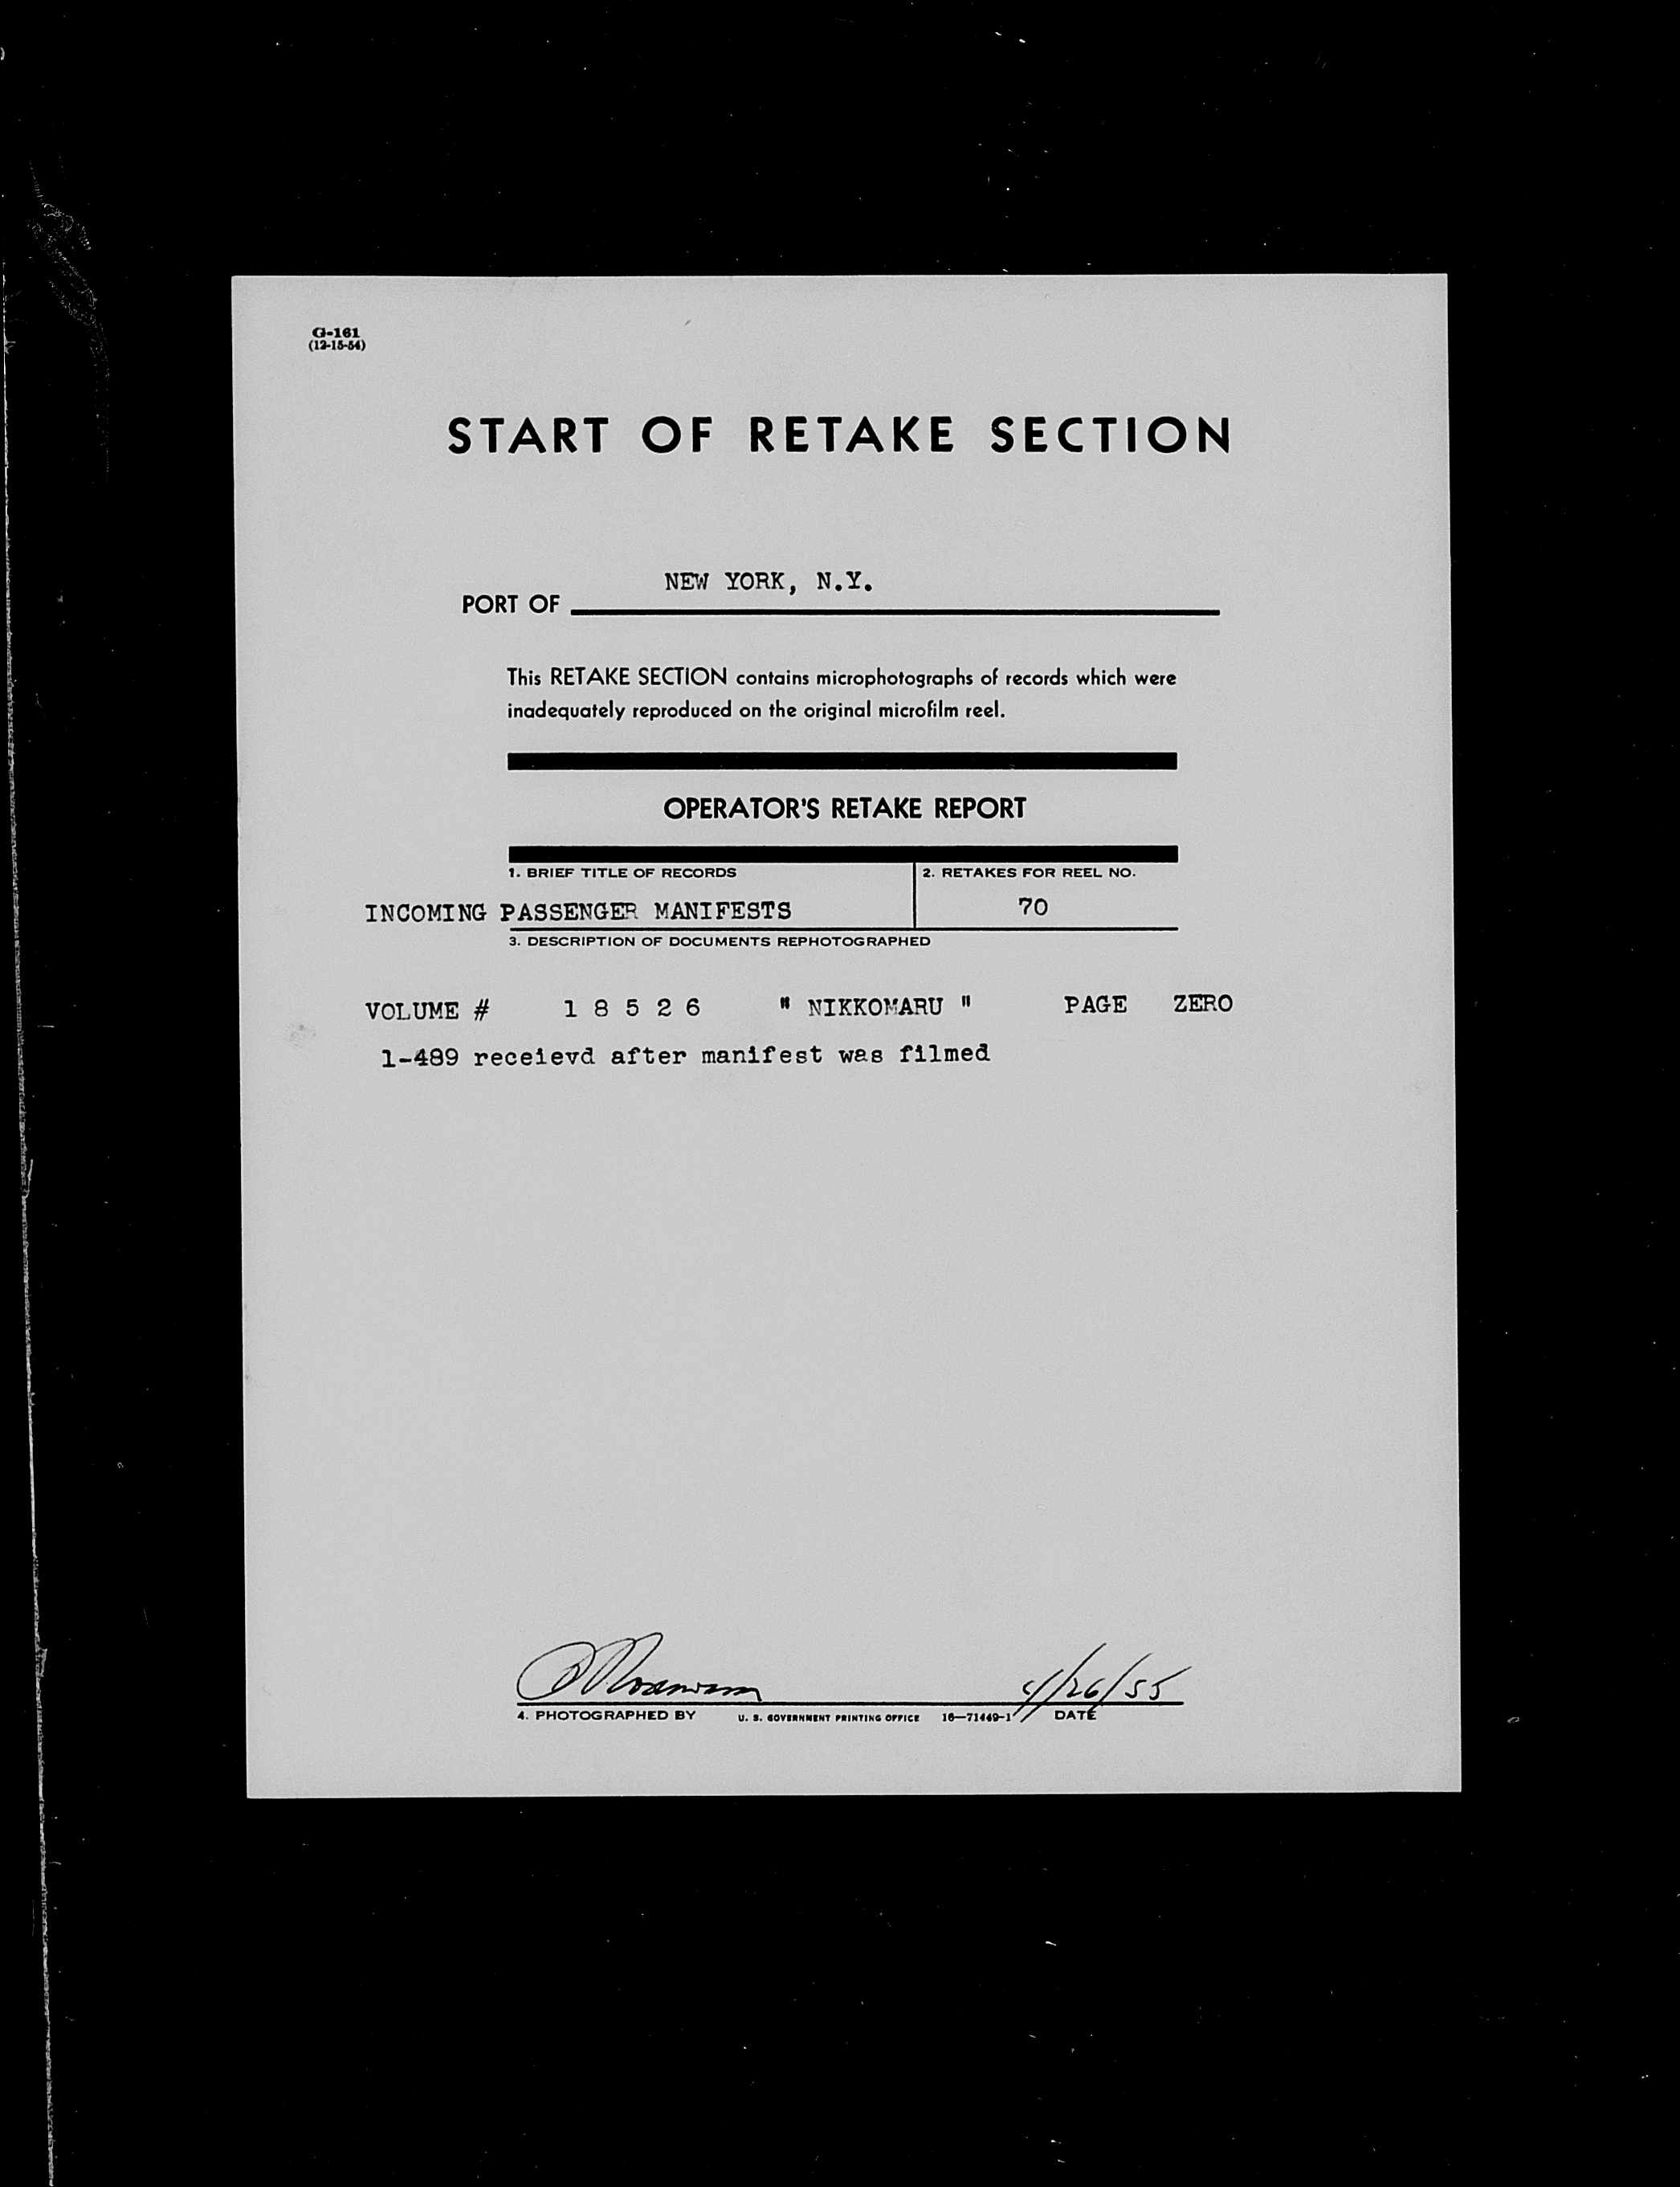 G-161
(12-15-54)
START OF RETAKE SECTION
NEW YORK, N.Y.
PORT OF
This RETAKE SECTION contains microphotographs of records which were
inadequately reproduced on the original microfilm reel.
OPERATOR'S RETAKE REPORT
1. BRIEF TITLE OF RECORDS 2. RETAKES FOR REEL NO.
INCOMING PASSENGER MANIFESTS 70
3. DESCRIPTION OF DOCUMENTS REPHOTOGRAPHED
VOLUME # 1 8 5 2 6 " NIKKOMARU " PAGE ZERO
1-489 receievd after manifest was filmed
4/26/55
4. PHOTOGRAPHED BY U. S. GOVERNMENT PRINTING OFFICE 16—71449-1 DATE